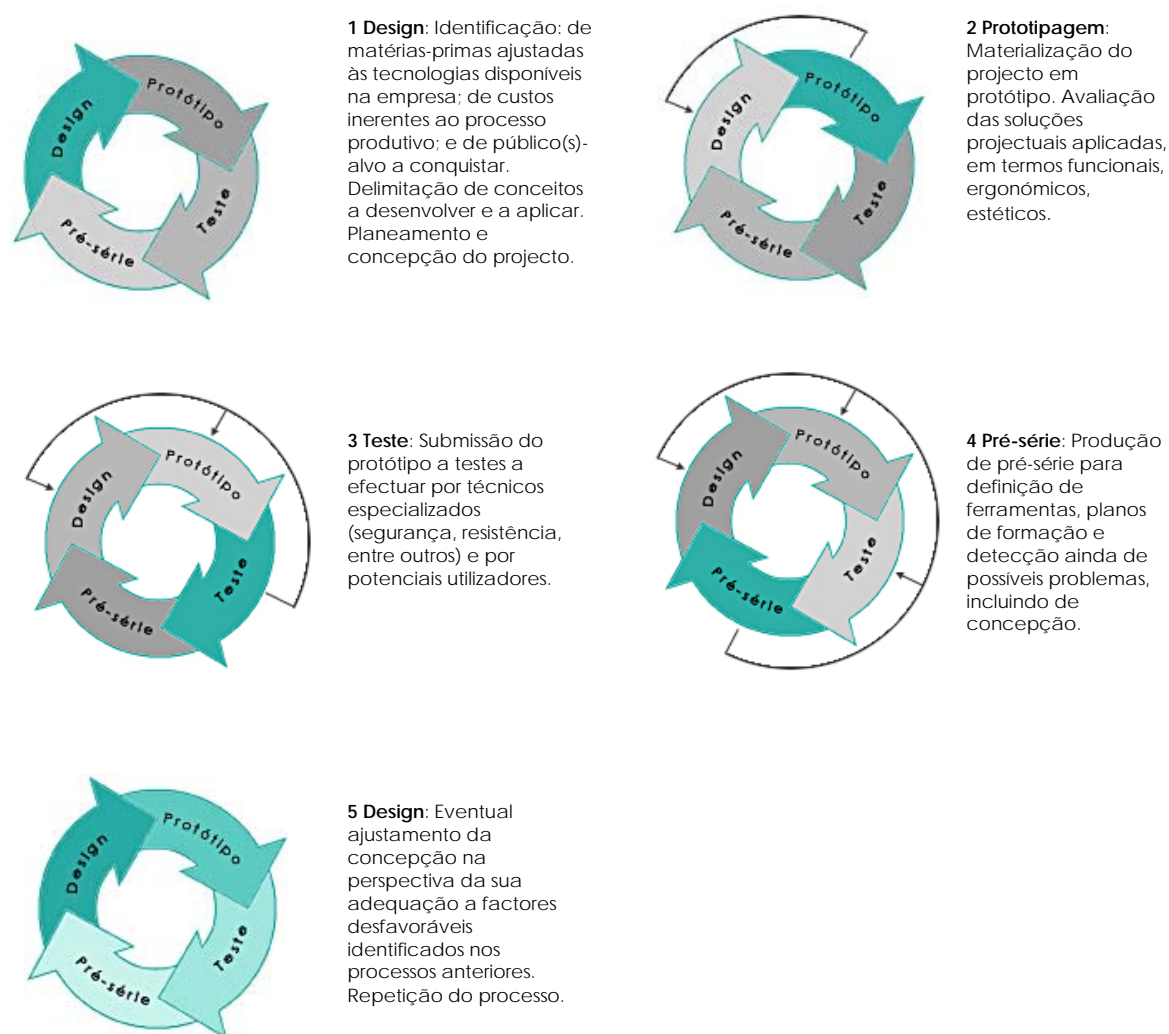 Design
Protótipo
Teste
Pré-série
1 Design: Identificação: de
matérias-primas ajustadas
às tecnologias disponíveis
na empresa; de custos
inerentes ao processo
produtivo; e de público(s)-
alvo a conquistar.
Delimitação de conceitos
a desenvolver e a aplicar.
Planeamento e
concepção do projecto.
Design
Protótipo
Teste
Pré-série
2 Prototipagem:
Materialização do
projecto em
protótipo. Avaliação
das soluções
projectuais aplicadas,
em termos funcionais,
ergonómicos,
estéticos.
Design
Protótipo
Teste
Pré-série
3 Teste: Submissão do
protótipo a testes a
efectuar por técnicos
especializados
(segurança, resistência,
entre outros) e por
potenciais utilizadores.
Design
Protótipo
Teste
Pré-série
4 Pré-série: Produção
de pré-série para
definição de
ferramentas, planos
de formação e
detecção ainda de
possíveis problemas,
incluindo de
concepção.
Design
Protótipo
Teste
Pré-série
5 Design: Eventual
ajustamento da
concepção na
perspectiva da sua
adequação a factores
desfavoráveis
identificados nos
processos anteriores.
Repetição do processo.